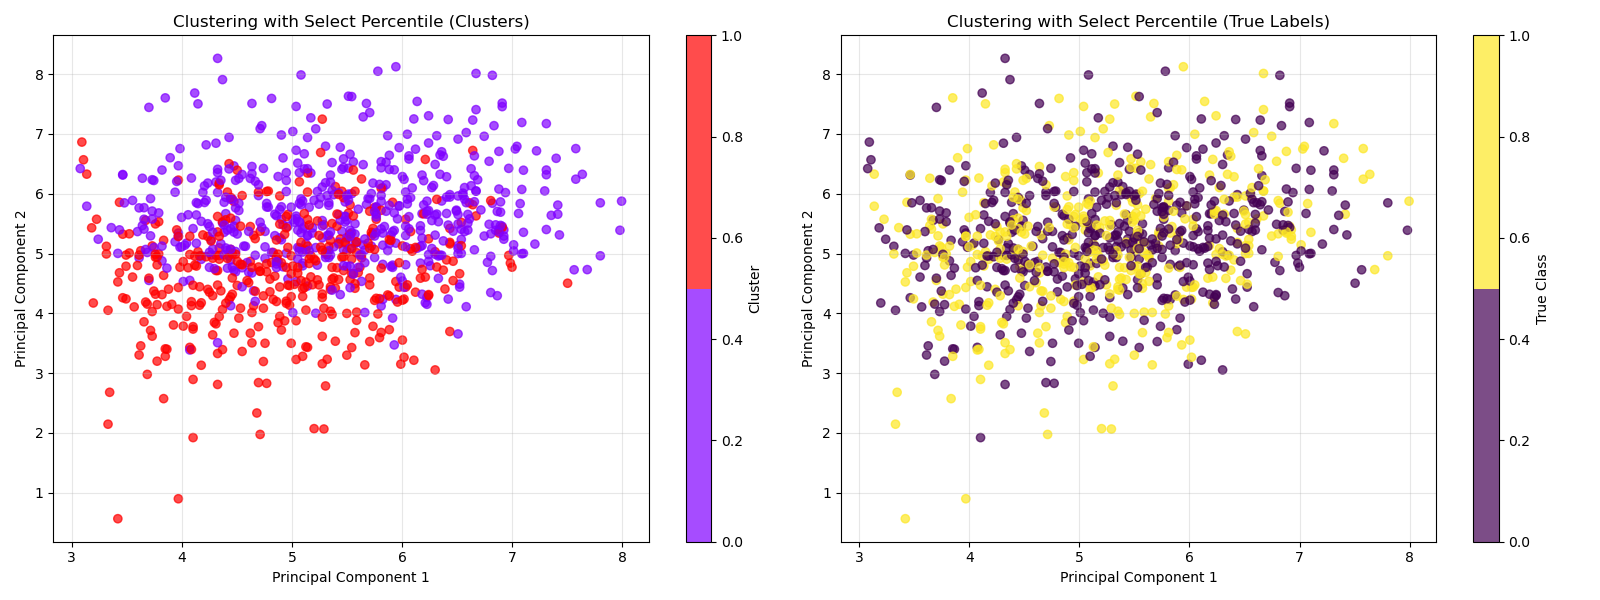 Clustering with Select Percentile (Clusters)
Principal Component 2
8
7
6
5
4
3
2
1
3 4 5 6 7 8
Principal Component 1
1.0
0.8
0.6
0.4
0.2
0.0
Cluster
Clustering with Select Percentile (True Labels)
Principal Component 2
8
7
6
5
4
3
2
1
3 4 5 6 7 8
Principal Component 1
1.0
0.8
0.6
0.4
0.2
0.0
True Class